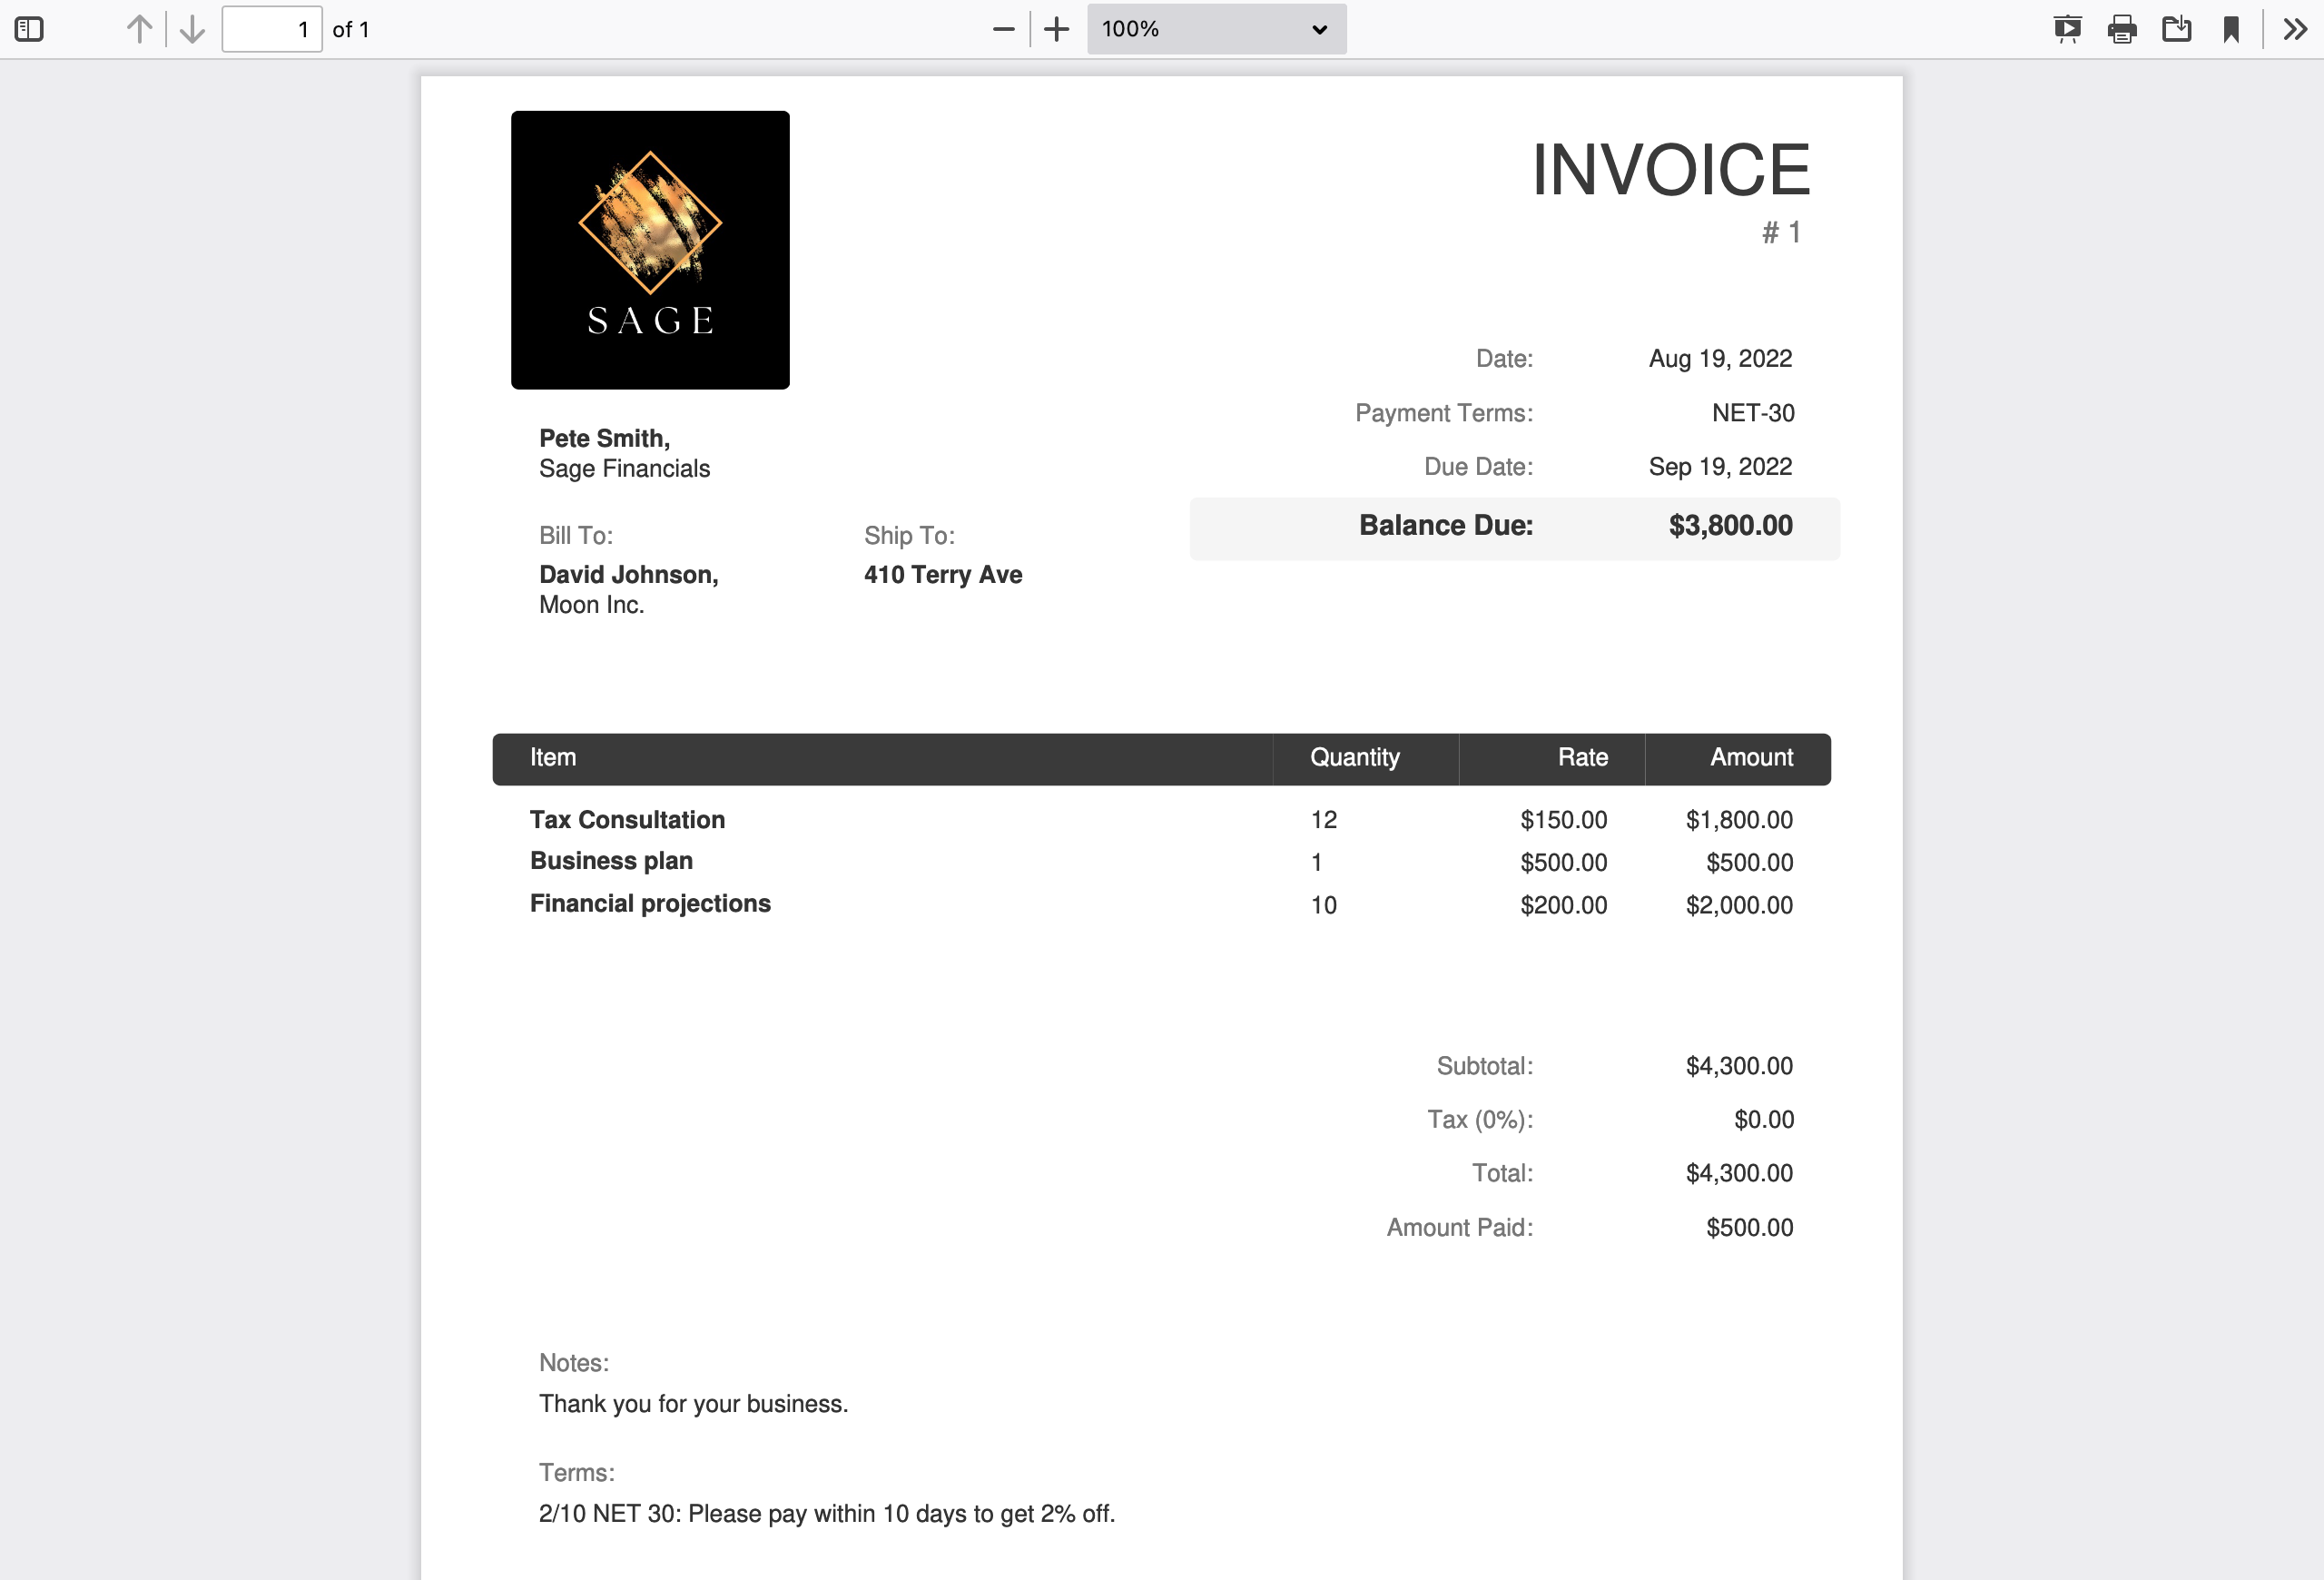 1 of 1
100%
SAGE
INVOICE
# 1
Date: Aug 19, 2022
Payment Terms: NET-30
Due Date: Sep 19, 2022
Balance Due: $3,800.00
Pete Smith,
Sage Financials
Bill To: Ship To:
David Johnson, 410 Terry Ave
Moon Inc.
Item Quantity Rate Amount
Tax Consultation 12 $150.00 $1,800.00
Business plan 1 $500.00 $500.00
Financial projections 10 $200.00 $2,000.00
Subtotal: $4,300.00
Tax (0%): $0.00
Total: $4,300.00
Amount Paid: $500.00
Notes:
Thank you for your business.
Terms:
2/10 NET 30: Please pay within 10 days to get 2% off.